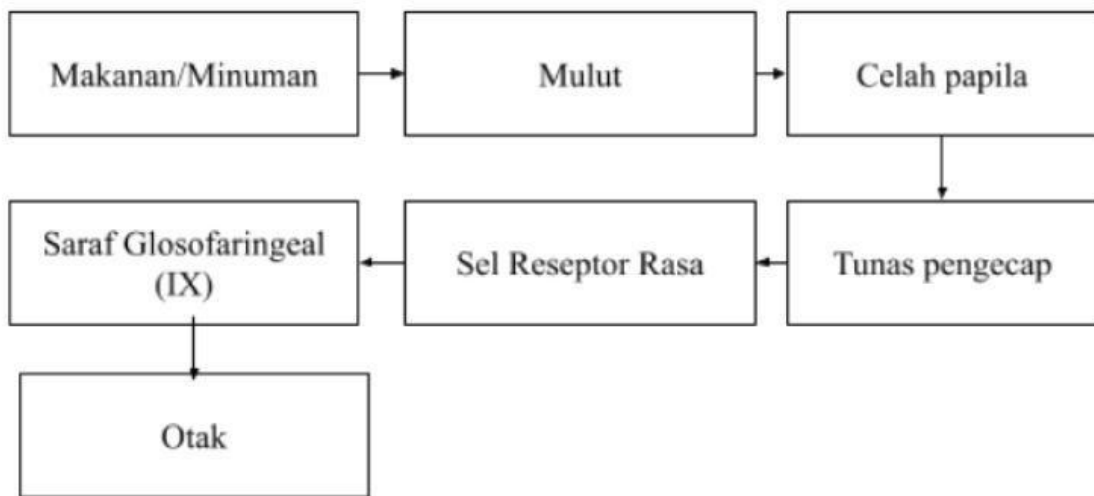 Makanan/Minuman
Mulut
Celah papila
Tunas pengecap
Sel Reseptor Rasa
Saraf Glosofaringeal
(IX)
Otak